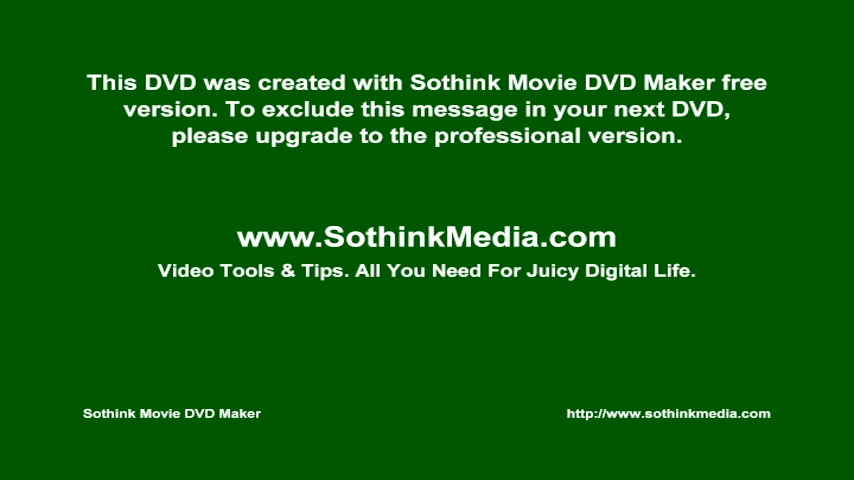 This DVD was created with Sothink Movie DVD Maker free
version. To exclude this message in your next DVD,
please upgrade to the professional version.
www.SothinkMedia.com
Video Tools & Tips. All You Need For Juicy Digital Life.
Sothink Movie DVD Maker
http://www.sothinkmedia.com